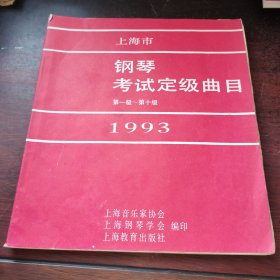 上海市
钢琴
考试定级曲目
第一级~第十级
1993
上海音乐家协会
上海钢琴学会 编印
上海教育出版社